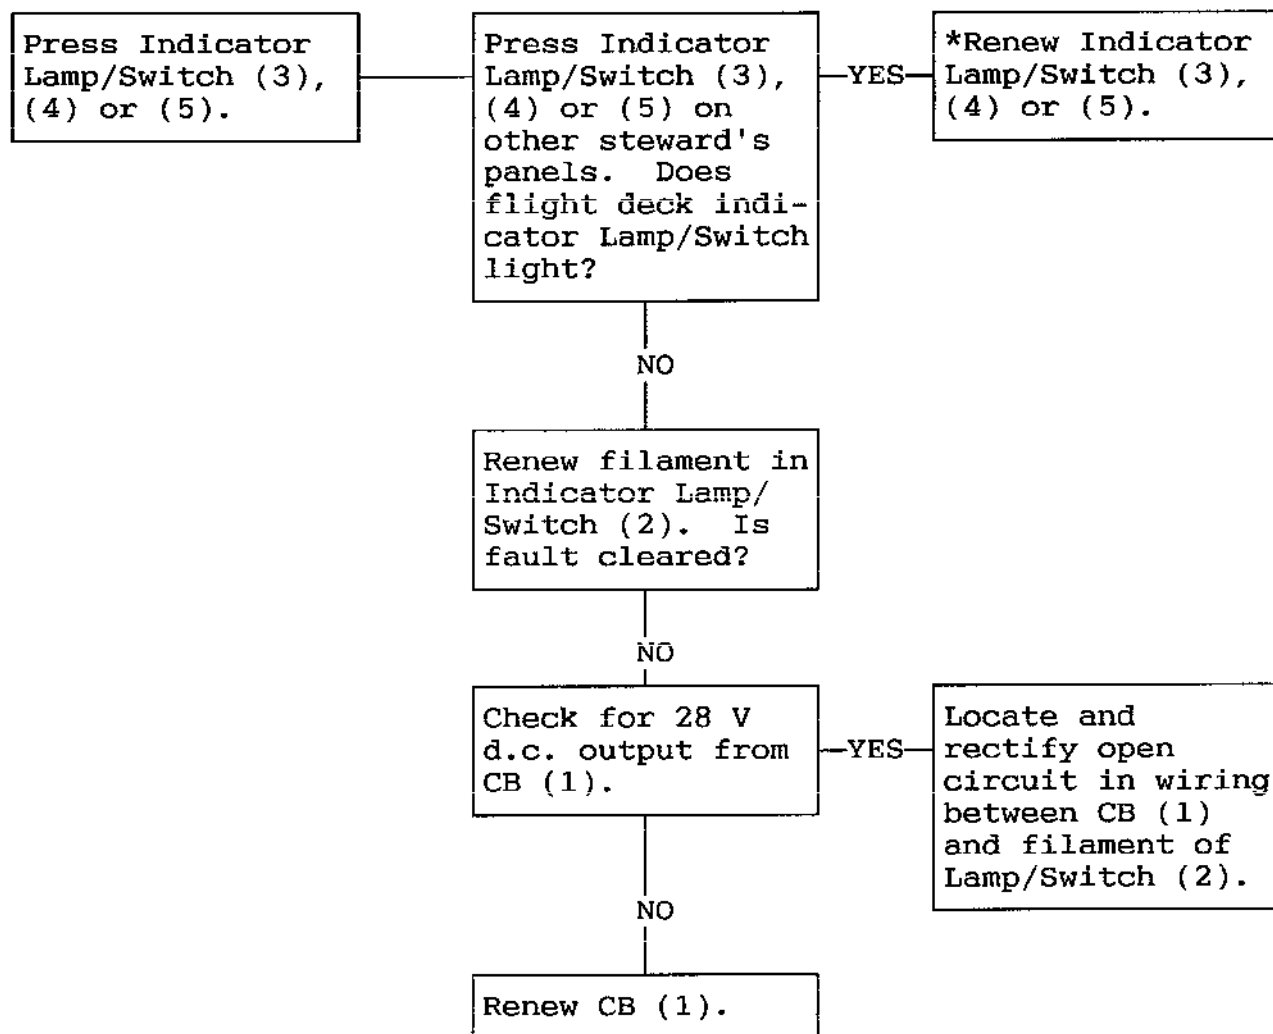 Press Indicator
Lamp/Switch (3),
(4) or (5).
Press Indicator
Lamp/Switch (3),
(4) or (5) on
other steward's
panels.  Does
flight deck indi-
cator Lamp/Switch
light?
YES
*Renew Indicator
Lamp/Switch (3),
(4) or (5).
NO
Renew filament in
Indicator Lamp/
Switch (2).  Is
fault cleared?
NO
Check for 28 V
d.c. output from
CB (1).
YES
Locate and
rectify open
circuit in wiring
between CB (1)
and filament of
Lamp/Switch (2).
NO
Renew CB (1).